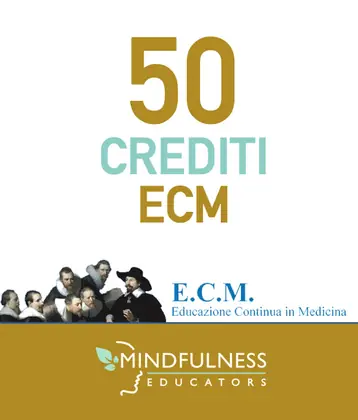 50
CREDITI
ECM
E.C.M.
Educazione Continua in Medicina
MINDFULNESS
EDUCATORS